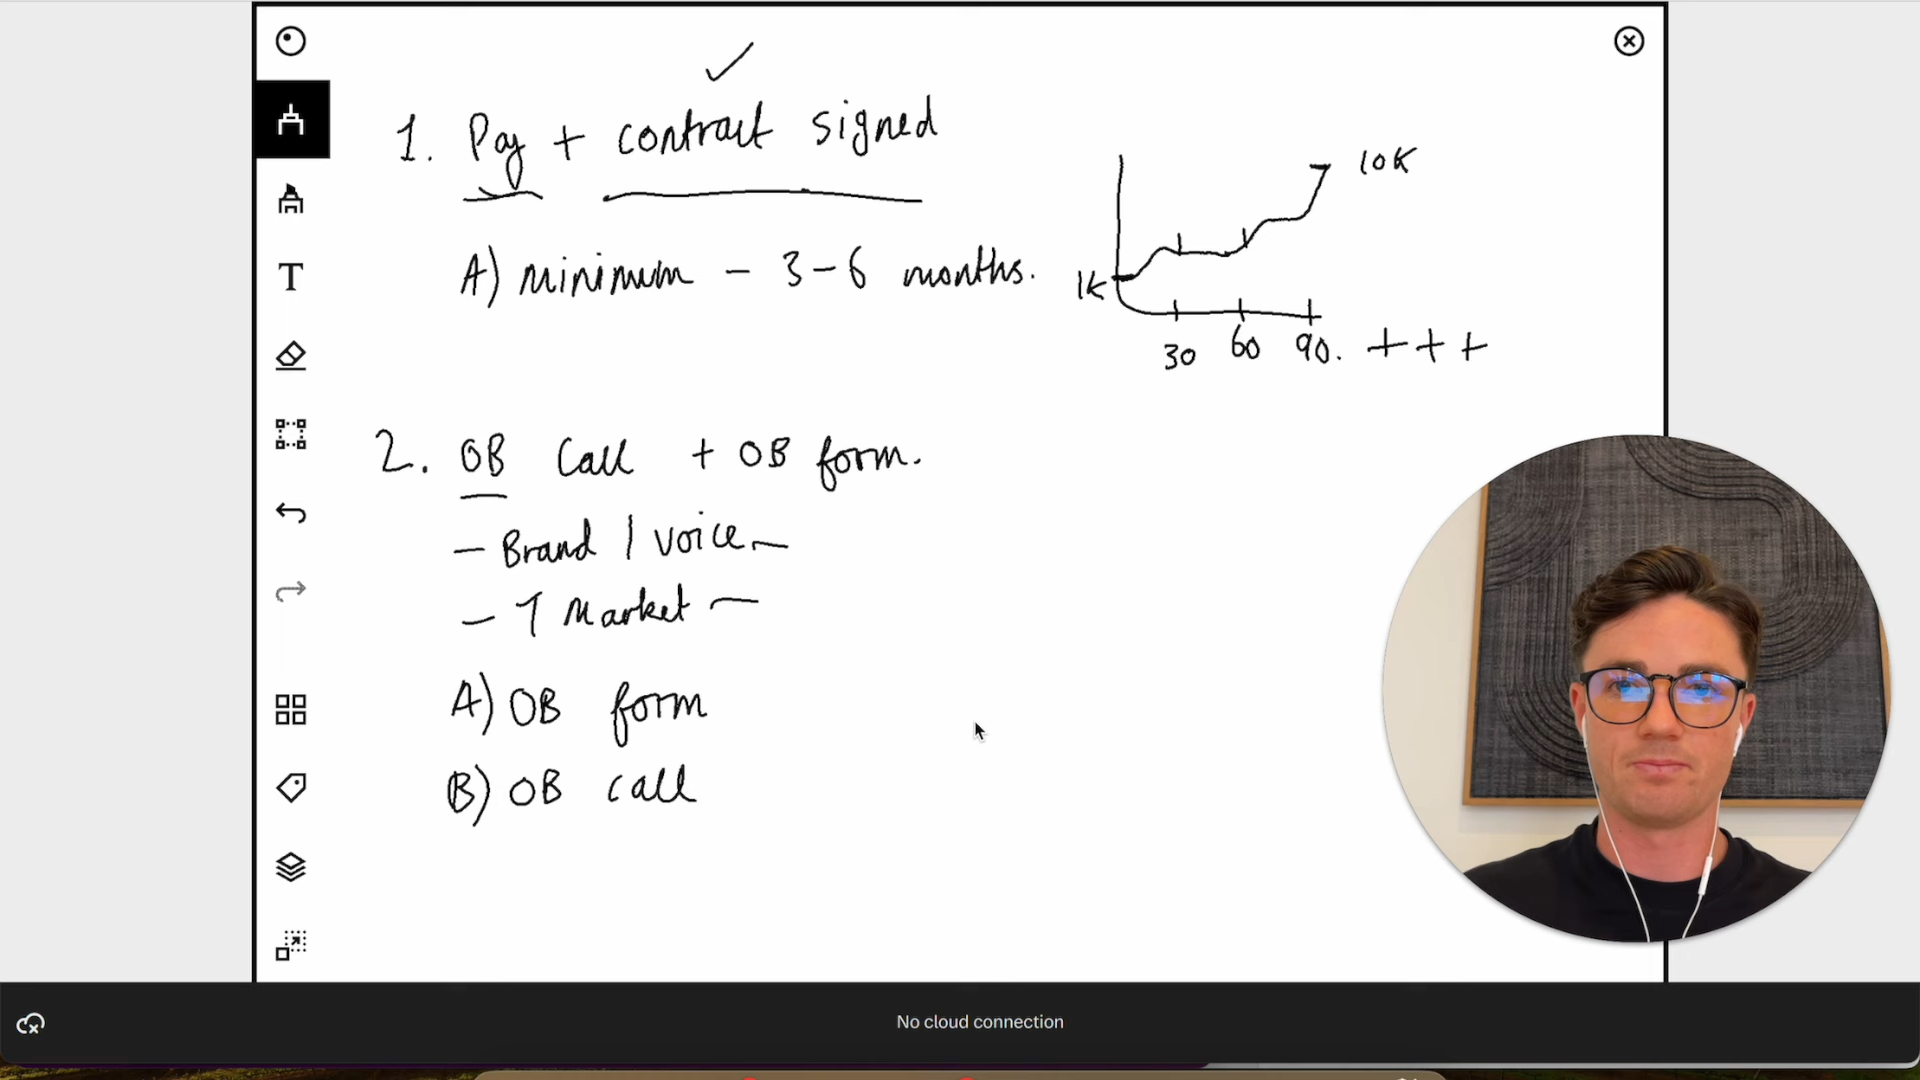 1. Pay + contract signed
A) minimum - 3-6 months.
10K
1K
30 60 90. + + +
2. OB Call + OB form.
- Brand / voice
- T Market
A) OB form
B) OB call
T
No cloud connection